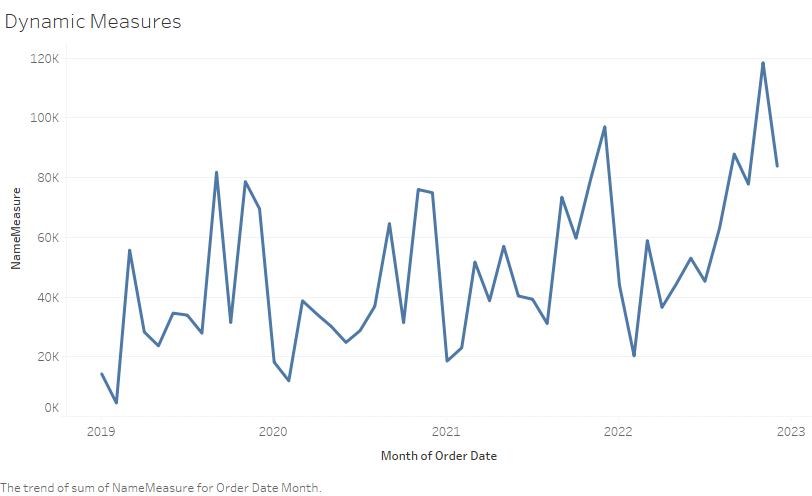 Dynamic Measures
120K
100K
80K
60K
40K
20K
0K
NameMeasure
2019 2020 2021 2022 2023
Month of Order Date
The trend of sum of NameMeasure for Order Date Month.